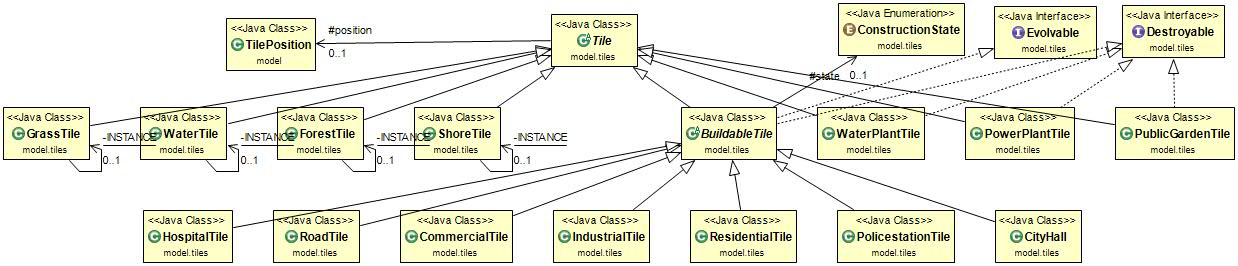 <<Java Class>>
TilePosition
model
#position
0..1
<<Java Class>>
Tile
model.tiles
<<Java Enumeration>>
ConstructionState
model.tiles
<<Java Interface>>
Evolvable
model.tiles
<<Java Interface>>
Destroyable
model.tiles
#state
0..1
<<Java Class>>
GrassTile
model.tiles
-INSTANCE
0..1
<<Java Class>>
WaterTile
model.tiles
-INSTANCE
0..1
<<Java Class>>
ForestTile
model.tiles
-INSTANCE
0..1
<<Java Class>>
ShoreTile
model.tiles
-INSTANCE
0..1
<<Java Class>>
BuildableTile
model.tiles
<<Java Class>>
WaterPlantTile
model.tiles
<<Java Class>>
PowerPlantTile
model.tiles
<<Java Class>>
PublicGardenTile
model.tiles
<<Java Class>>
HospitalTile
model.tiles
<<Java Class>>
RoadTile
model.tiles
<<Java Class>>
CommercialTile
model.tiles
<<Java Class>>
IndustrialTile
model.tiles
<<Java Class>>
ResidentialTile
model.tiles
<<Java Class>>
PolicestationTile
model.tiles
<<Java Class>>
CityHall
model.tiles